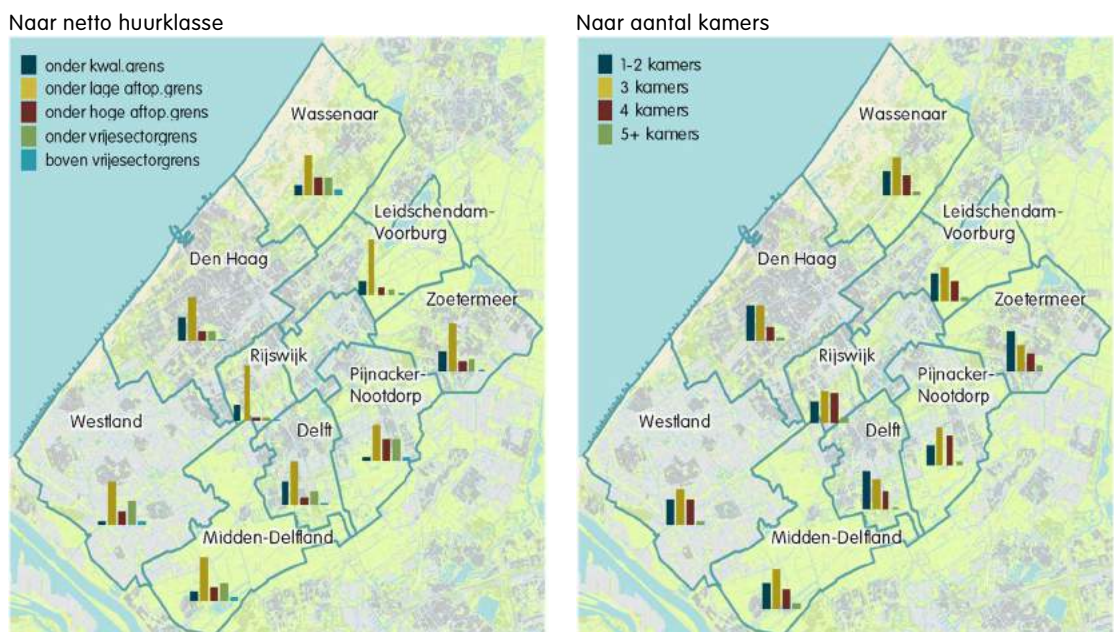 Naar netto huurklasse
onder kwal.grens
onder lage aftop.grens
onder hoge aftop.grens
onder vrijesectorgrens
boven vrijesectorgrens
Wassenaar
Leidschendam-
Voorburg
Den Haag
Zoetermeer
Rijswijk
Pijnacker-
Nootdorp
Westland
Delft
Midden-Delfland
Naar aantal kamers
1-2 kamers
3 kamers
4 kamers
5+ kamers
Wassenaar
Leidschendam-
Voorburg
Den Haag
Zoetermeer
Rijswijk
Pijnacker-
Nootdorp
Westland
Delft
Midden-Delfland